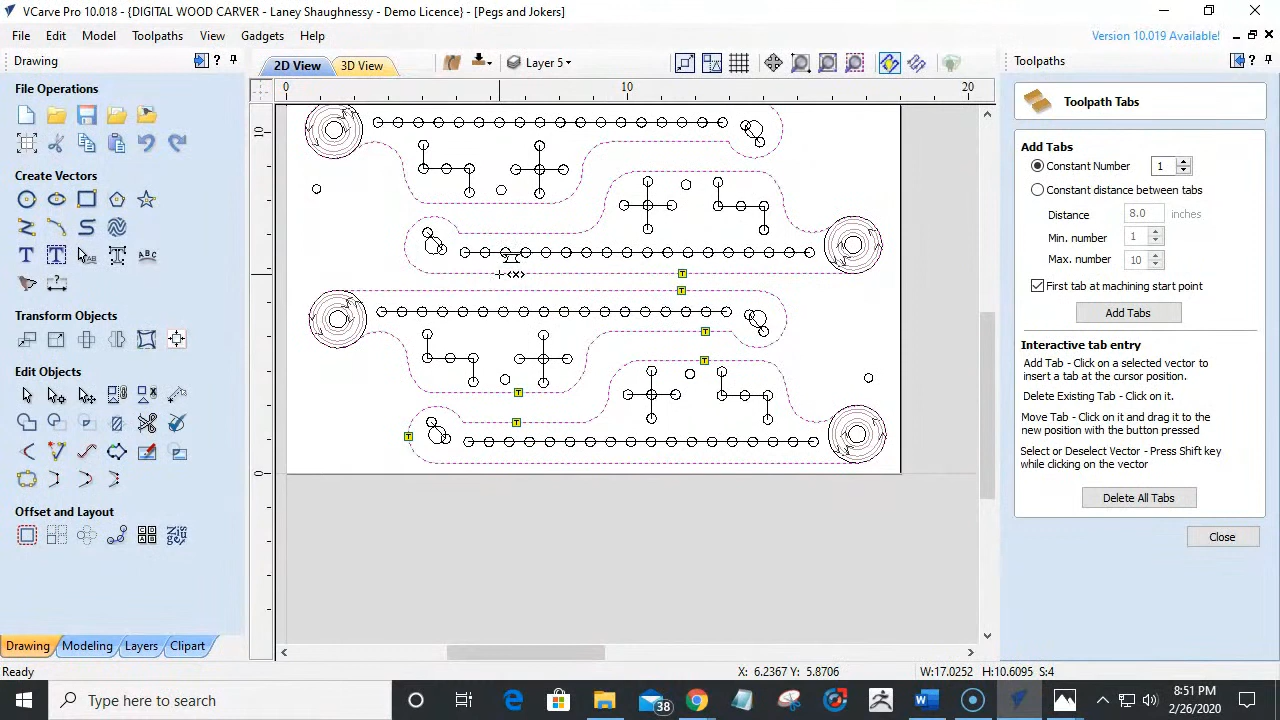 VCarve Pro 10.018 - {DIGITAL WOOD CARVER - Laney Shaughnessy - Demo Licence} - [Pegs and Jokers]
File Edit Model Toolpaths View Gadgets Help
Version 10.019 Available!
Drawing
2D View
3D View
Layer 5
Toolpaths
File Operations
0
10
20
Toolpath Tabs
10
Add Tabs
Constant Number
1
Create Vectors
Constant distance between tabs
Distance
8.0
inches
Min. number
1
Max. number
10
First tab at machining start point
Transform Objects
Add Tabs
Interactive tab entry
Add Tab - Click on a selected vector to
insert a tab at the cursor position.
Edit Objects
Delete Existing Tab - Click on it.
Move Tab - Click on it and drag it to the
new position with the button pressed
Select or Deselect Vector - Press Shift key
while clicking on the vector
T
T
T
T
T
T
T
0
Delete All Tabs
Offset and Layout
Close
Drawing
Modeling
Layers
Clipart
Ready
X: 6.2367 Y: 5.8706
W:17.0252 H:10.6095 S:4
Type here to search
38
8:51 PM
2/26/2020